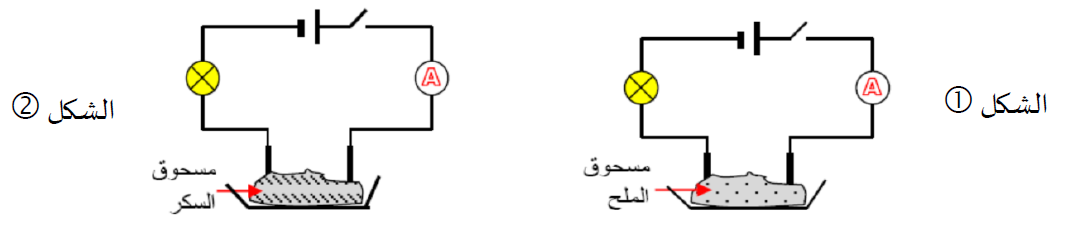 الشكل ①
A
مسحوق
الملح
الشكل ②
A
مسحوق
السكر